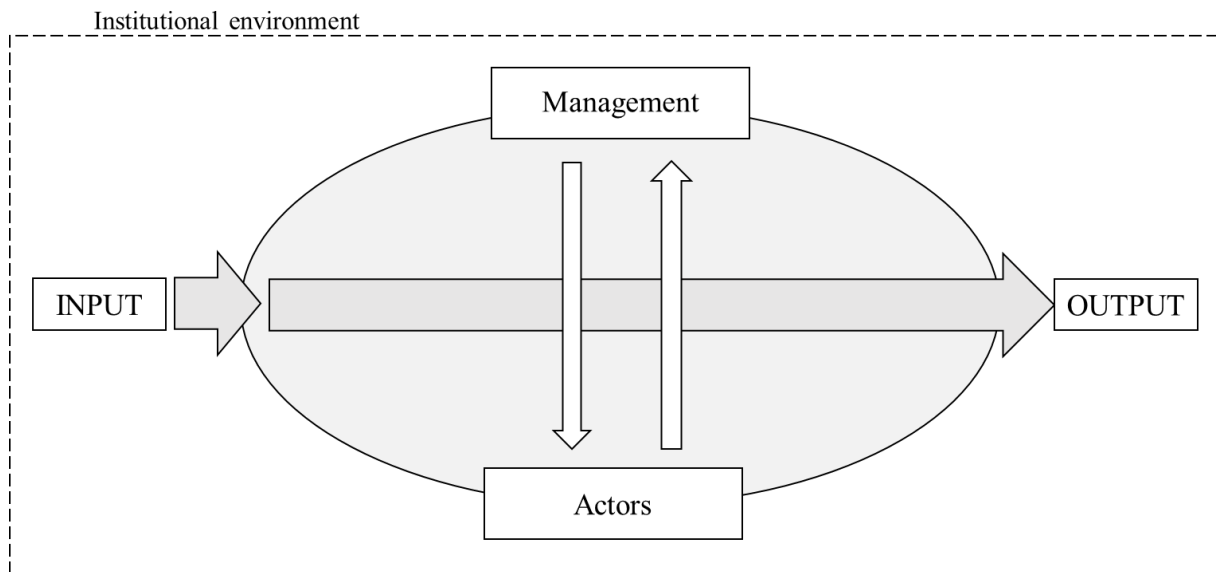 Institutional environment
Management
INPUT
OUTPUT
Actors